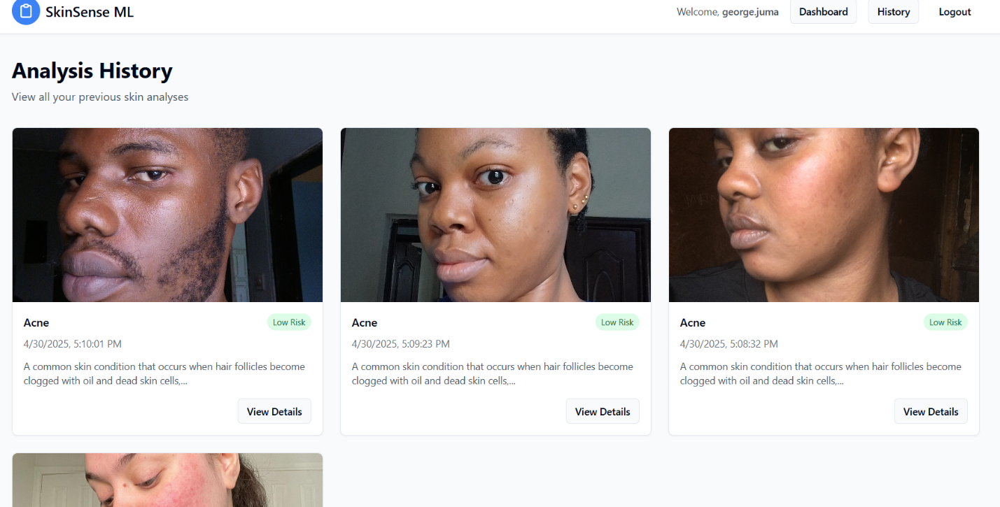 SkinSense ML
Welcome, george.juma
Dashboard
History
Logout
Analysis History
View all your previous skin analyses
Acne
Low Risk
4/30/2025, 5:10:01 PM
A common skin condition that occurs when hair follicles become
clogged with oil and dead skin cells,...
View Details
Acne
Low Risk
4/30/2025, 5:09:23 PM
A common skin condition that occurs when hair follicles become
clogged with oil and dead skin cells,...
View Details
Acne
Low Risk
4/30/2025, 5:08:32 PM
A common skin condition that occurs when hair follicles become
clogged with oil and dead skin cells,...
View Details